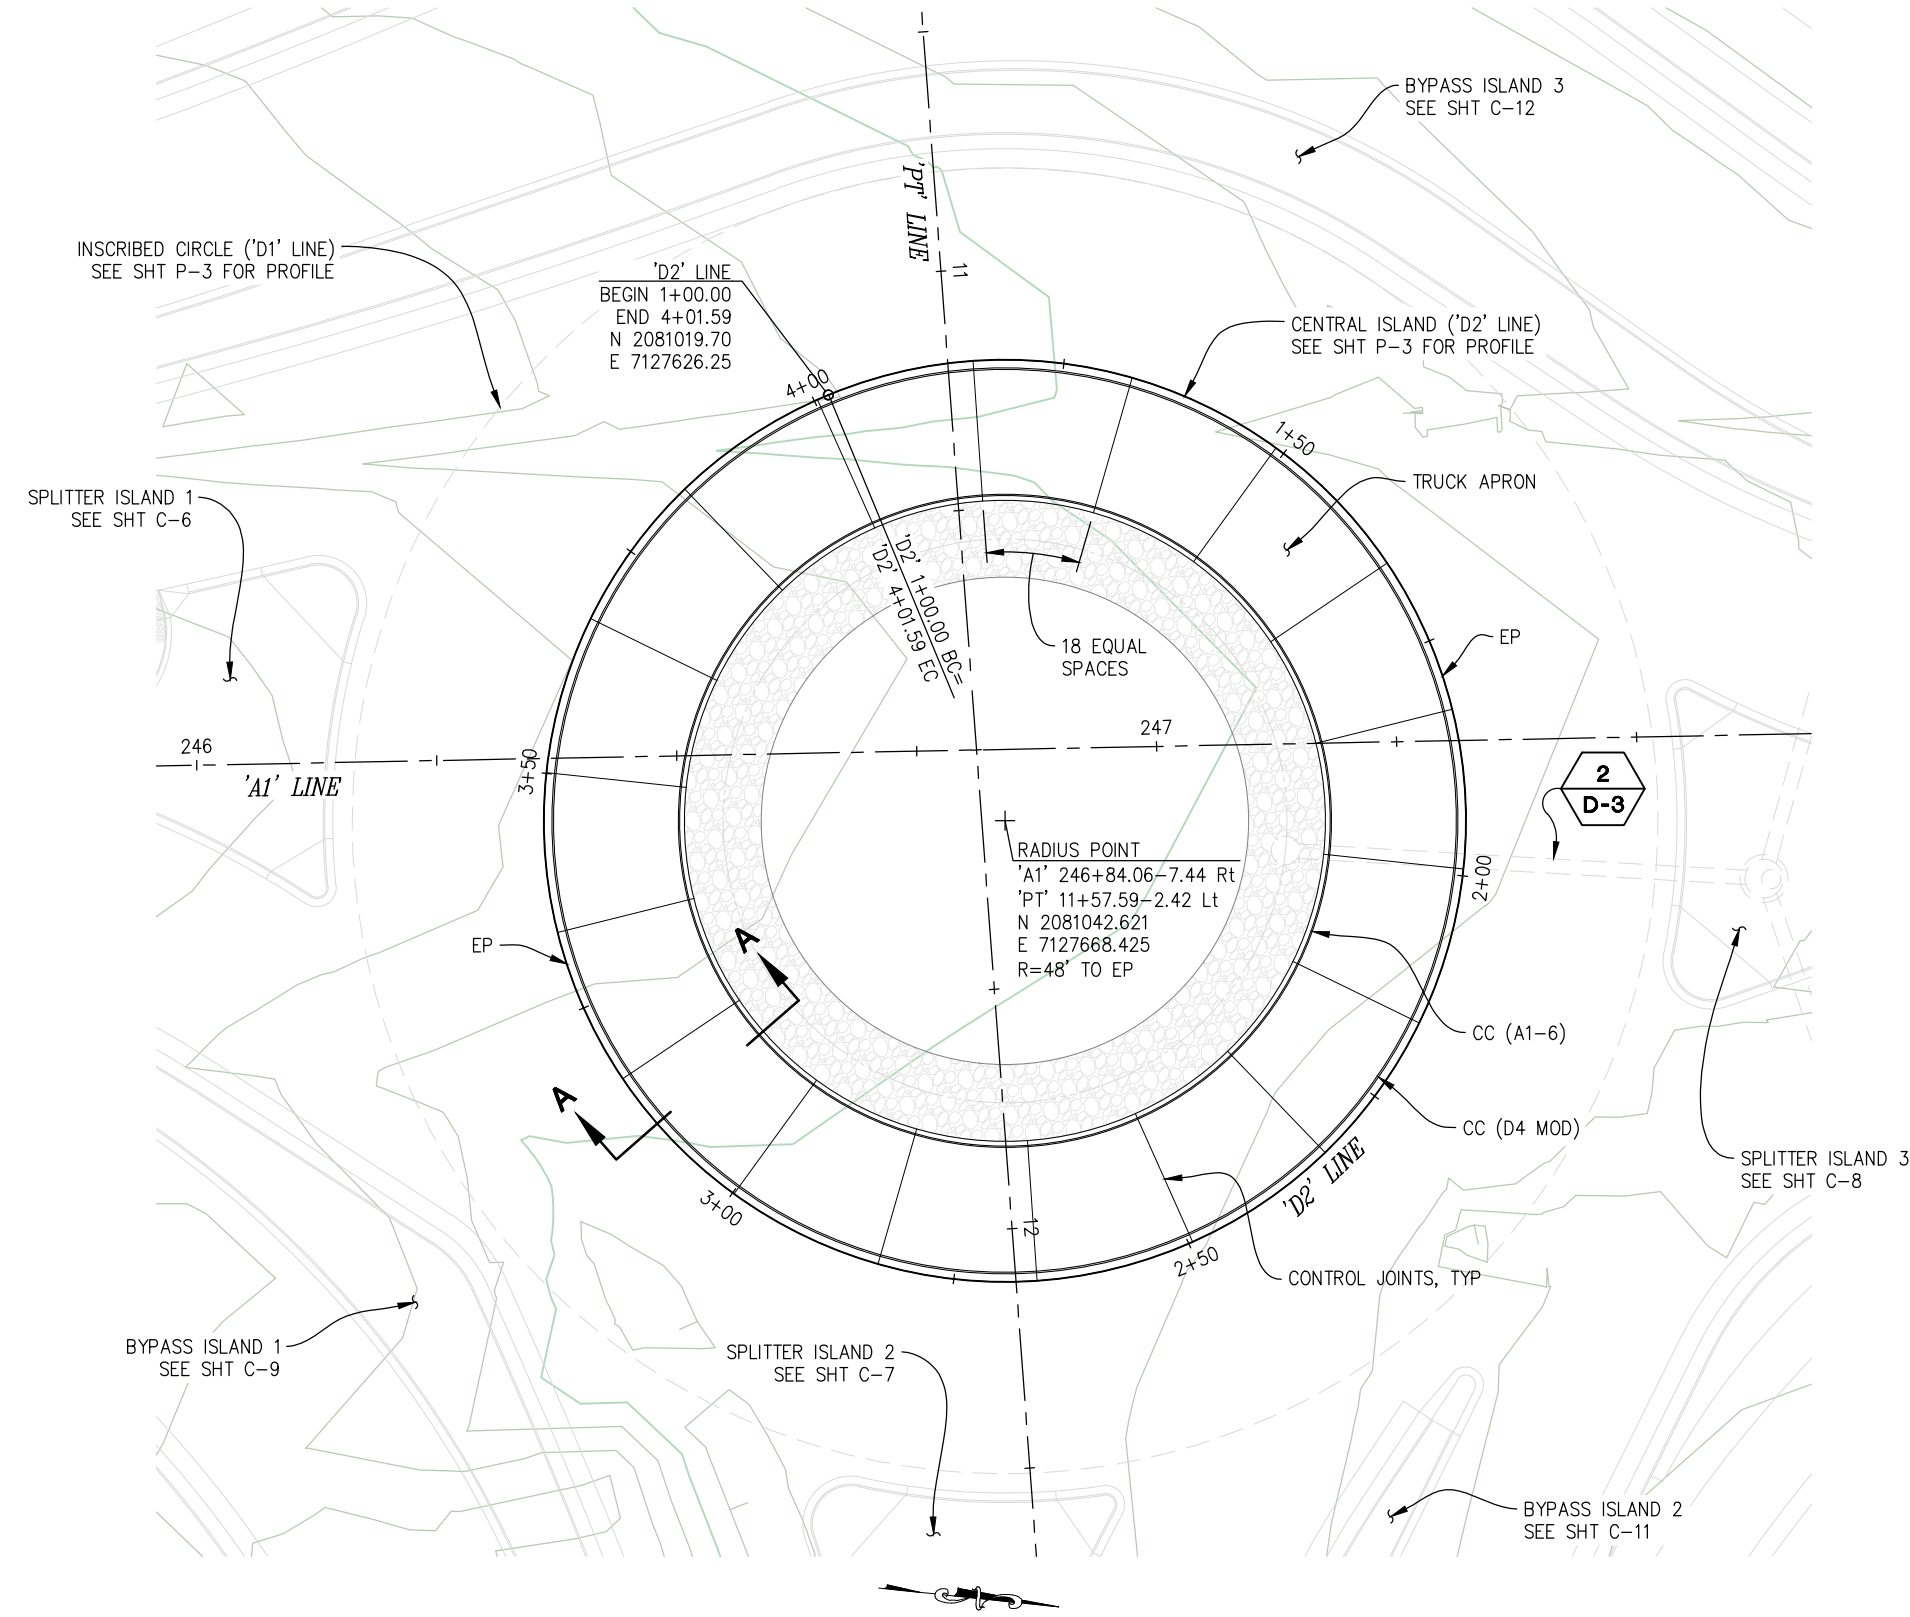 BYPASS ISLAND 3
SEE SHT C-12
'PT' LINE
11
INSCRIBED CIRCLE ('D1' LINE)
SEE SHT P-3 FOR PROFILE
'D2' LINE
BEGIN 1+00.00
END 4+01.59
N 2081019.70
E 7127626.25
CENTRAL ISLAND ('D2' LINE)
SEE SHT P-3 FOR PROFILE
4+00
1+50
TRUCK APRON
SPLITTER ISLAND 1
SEE SHT C-6
'D2' 1+00.00 BC=
'D2' 4+01.59 EC
18 EQUAL
SPACES
EP
246
'A1' LINE
247
3+50
2
D-3
RADIUS POINT
'A1' 246+84.06-7.44 Rt
'PT' 11+57.59-2.42 Lt
N 2081042.621
E 7127668.425
R=48' TO EP
2+00
EP
A
A
CC (A1-6)
CC (D4 MOD)
'D2' LINE
SPLITTER ISLAND 3
SEE SHT C-8
3+00
12
2+50
CONTROL JOINTS, TYP
BYPASS ISLAND 1
SEE SHT C-9
SPLITTER ISLAND 2
SEE SHT C-7
BYPASS ISLAND 2
SEE SHT C-11